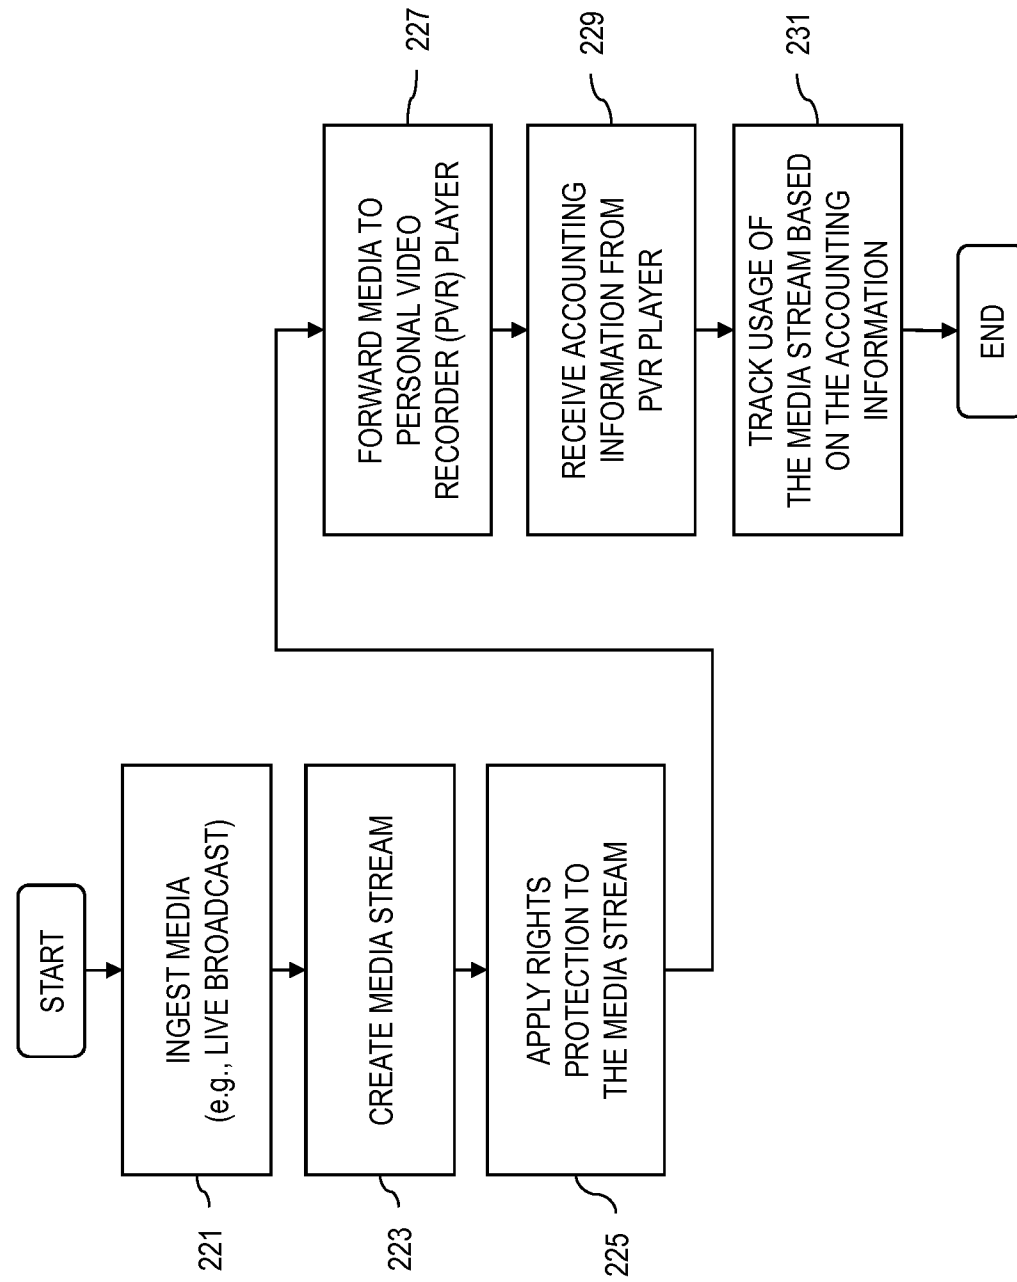 START
221
INGEST MEDIA
(e.g., LIVE BROADCAST)
223
CREATE MEDIA STREAM
225
APPLY RIGHTS
PROTECTION TO
THE MEDIA STREAM
227
FORWARD MEDIA TO
PERSONAL VIDEO
RECORDER (PVR) PLAYER
229
RECEIVE ACCOUNTING
INFORMATION FROM
PVR PLAYER
231
TRACK USAGE OF
THE MEDIA STREAM BASED
ON THE ACCOUNTING
INFORMATION
END